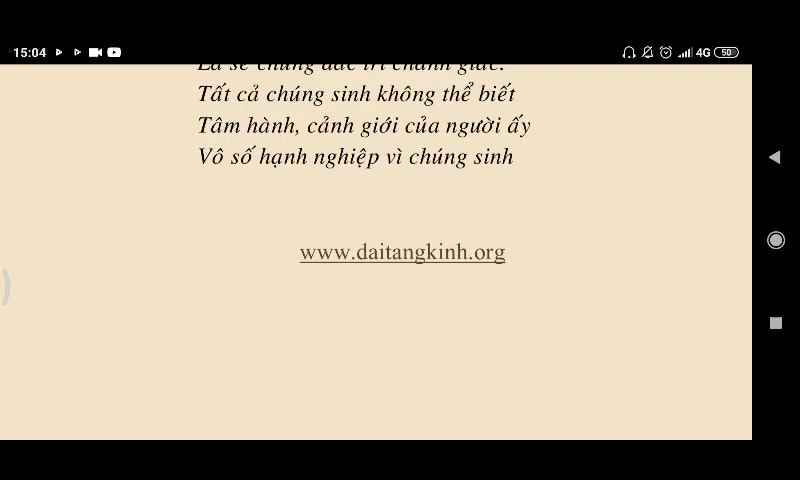 15:04
4G 50
Tất cả chúng sinh không thể biết
Tâm hành, cảnh giới của người ấy
Vô số hạnh nghiệp vì chúng sinh
www.daitangkinh.org